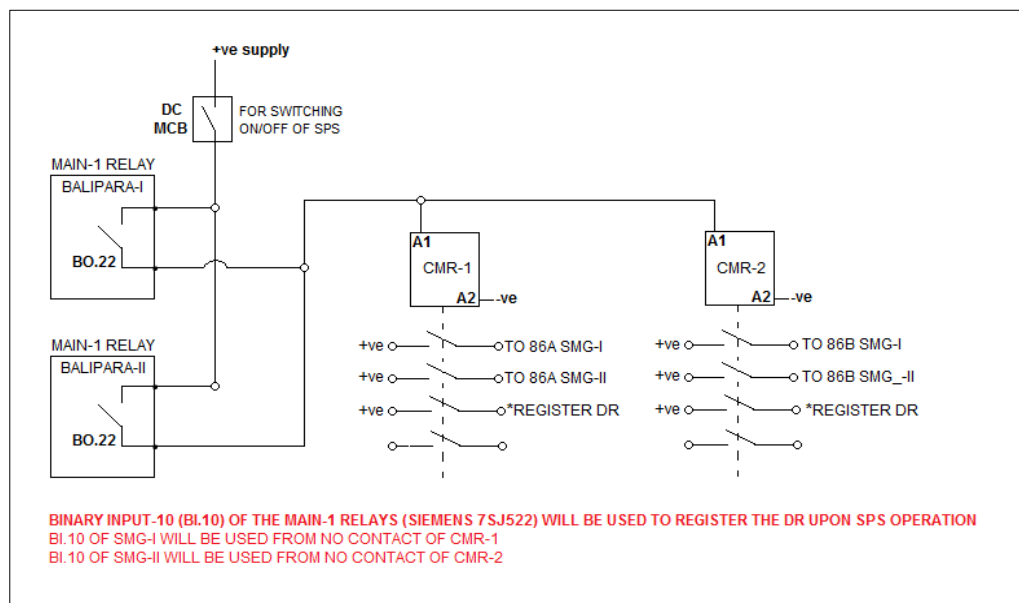 +ve supply
DC
MCB
FOR SWITCHING
ON/OFF OF SPS
MAIN-1 RELAY
BALIPARA-I
BO.22
MAIN-1 RELAY
BALIPARA-II
BO.22
A1
CMR-1
A2 -ve
+ve TO 86A SMG-I
+ve TO 86A SMG-II
+ve *REGISTER DR
A1
CMR-2
A2 -ve
+ve TO 86B SMG-I
+ve TO 86B SMG_-II
+ve *REGISTER DR
BINARY INPUT-10 (BI.10) OF THE MAIN-1 RELAYS (SIEMENS 7SJ522) WILL BE USED TO REGISTER THE DR UPON SPS OPERATION
BI.10 OF SMG-I WILL BE USED FROM NO CONTACT OF CMR-1
BI.10 OF SMG-II WILL BE USED FROM NO CONTACT OF CMR-2